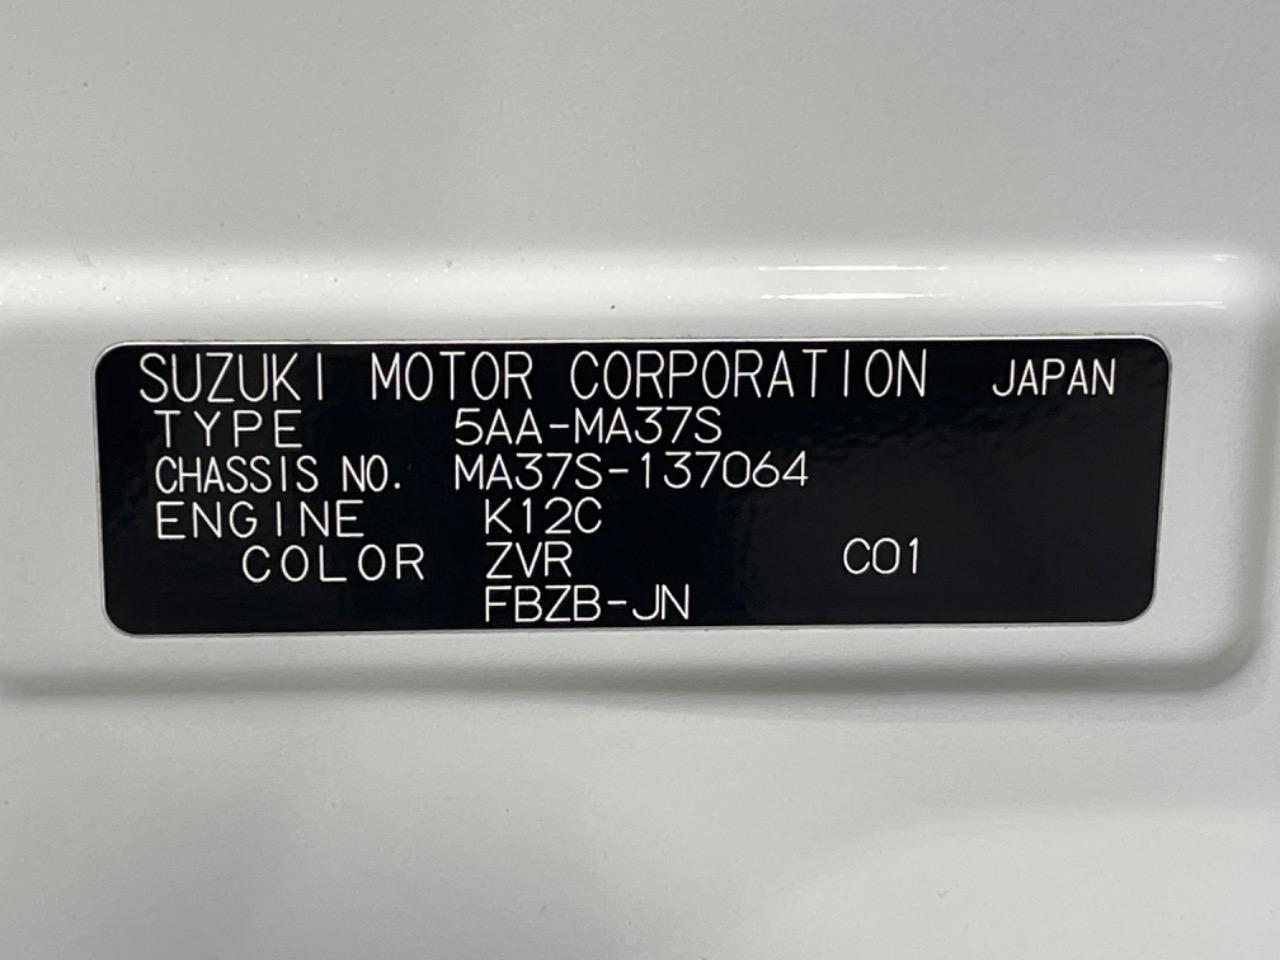 SUZUKI MOTOR CORPORATION JAPAN
TYPE 5AA-MA37S
CHASSIS NO. MA37S-137064
ENGINE K12C
COLOR ZVR C01
FBZB-JN